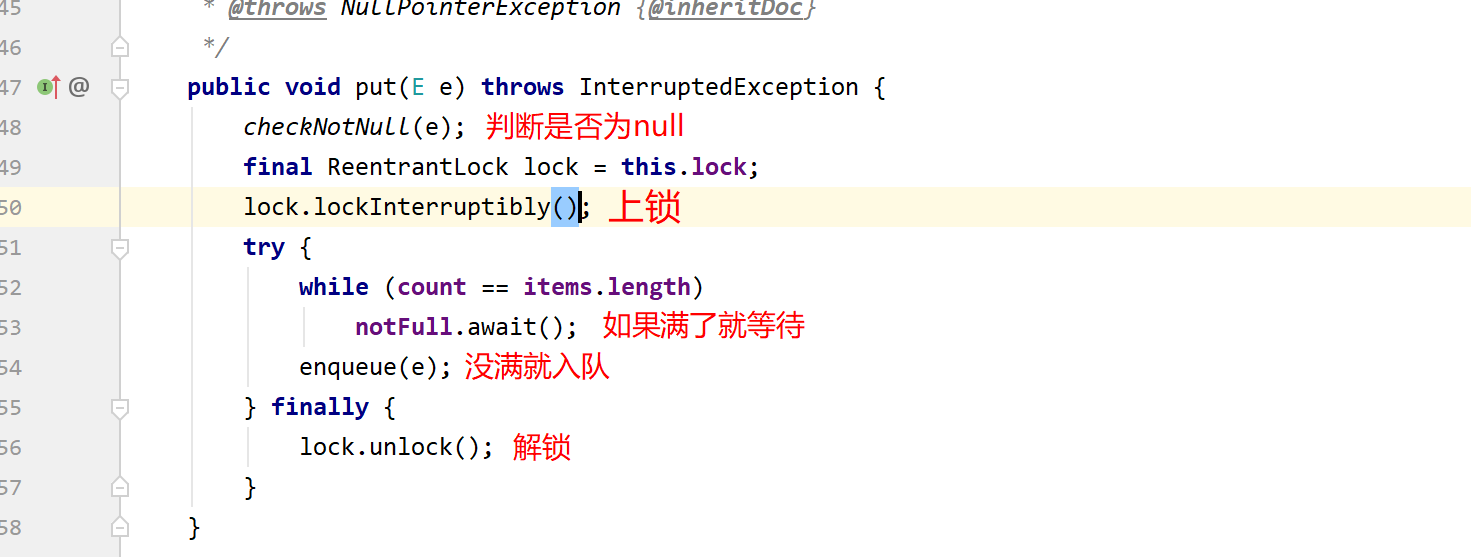 45 * @throws NullPointerException {@inheritDoc}
46 */
47 I @ public void put(E e) throws InterruptedException {
48 checkNotNull(e); 判断是否为null
49 final ReentrantLock lock = this.lock;
50 lock.lockInterruptibly(); 上锁
51 try {
52 while (count == items.length)
53 notFull.await(); 如果满了就等待
54 enqueue(e); 没满就入队
55 } finally {
56 lock.unlock(); 解锁
57 }
58 }